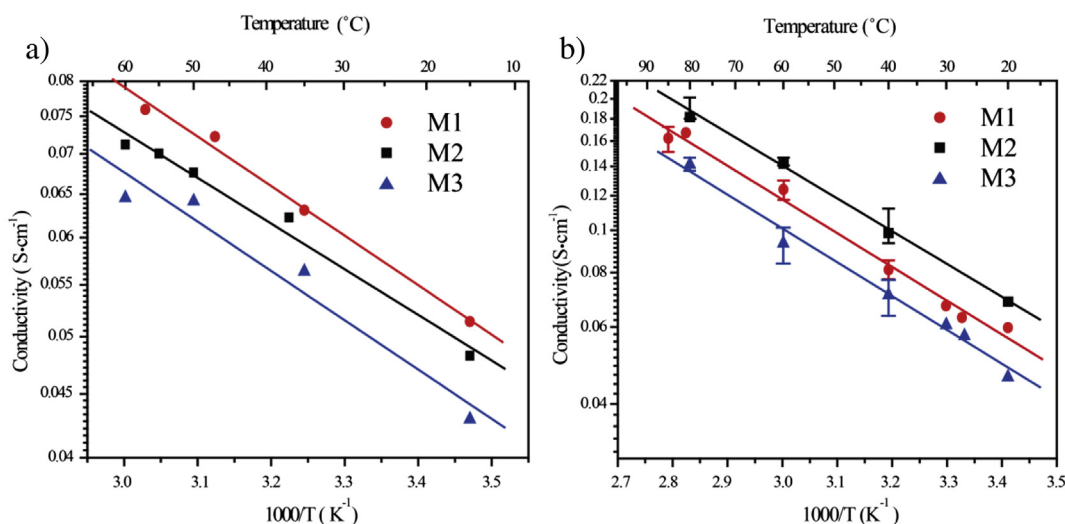 a)
Temperature (°C)
60 50 40 30 20 10
0.08
0.075
0.07
0.065
0.06
0.055
0.05
0.045
0.04
Conductivity ( S•cm-1)
M1
M2
M3
3.0 3.1 3.2 3.3 3.4 3.5
1000/T ( K-1)
b)
Temperature (°C)
90 80 70 60 50 40 30 20
0.22
0.2
0.16
0.14
0.12
0.1
0.08
0.06
0.04
Conductivity(S•cm-1)
M1
M2
M3
2.7 2.8 2.9 3.0 3.1 3.2 3.3 3.4 3.5
1000/T ( K-1)